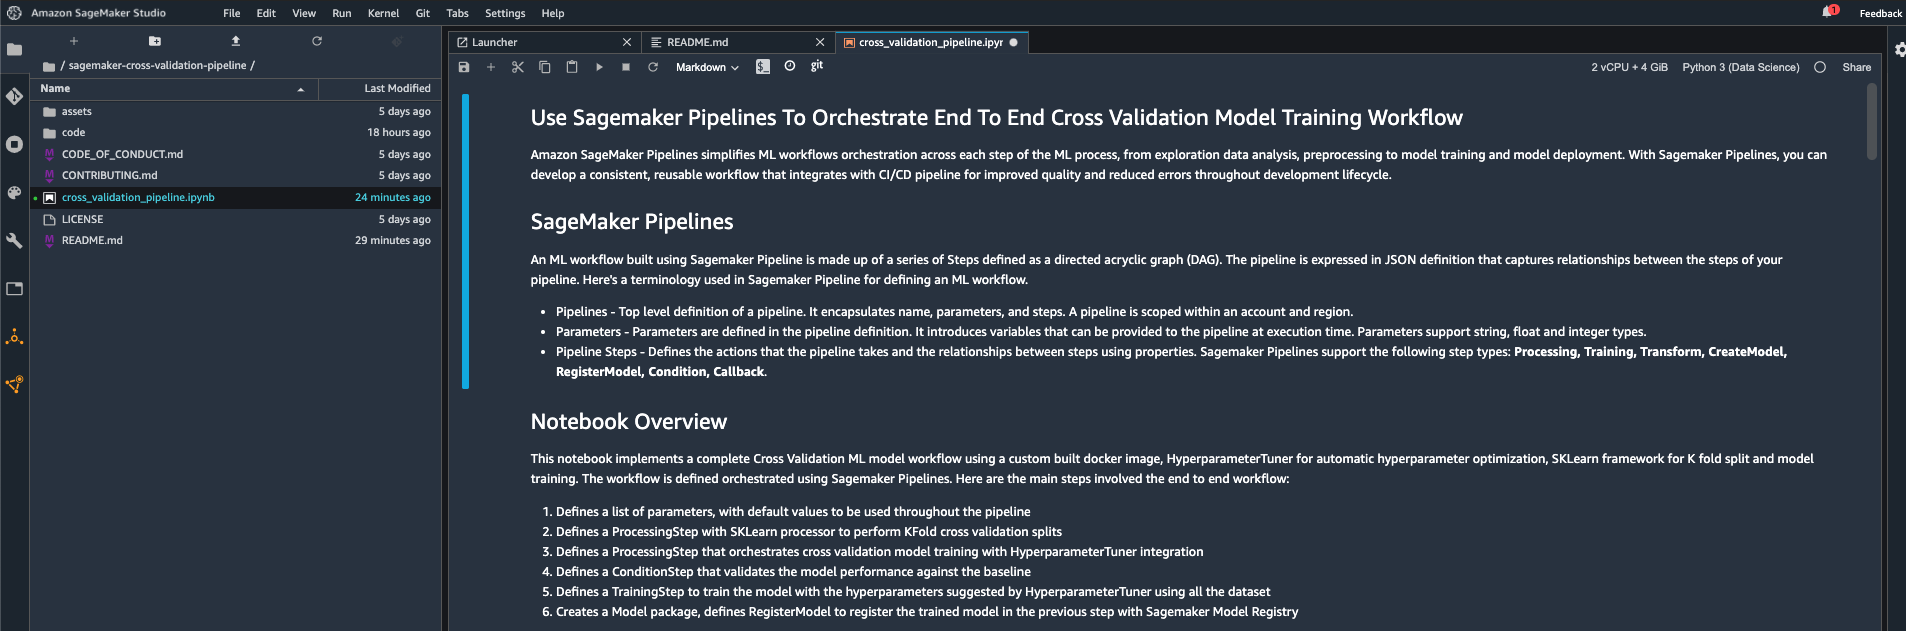 Amazon SageMaker Studio File Edit View Run Kernel Git Tabs Settings Help 1 Feedback
Launcher README.md cross_validation_pipeline.ipyr
/ sagemaker-cross-validation-pipeline /
Markdown $_ git 2 vCPU + 4 GiB Python 3 (Data Science) Share
Name Last Modified
assets 5 days ago
code 18 hours ago
CODE_OF_CONDUCT.md 5 days ago
CONTRIBUTING.md 5 days ago
cross_validation_pipeline.ipynb 24 minutes ago
LICENSE 5 days ago
README.md 29 minutes ago
Use Sagemaker Pipelines To Orchestrate End To End Cross Validation Model Training Workflow
Amazon SageMaker Pipelines simplifies ML workflows orchestration across each step of the ML process, from exploration data analysis, preprocessing to model training and model deployment. With Sagemaker Pipelines, you can
develop a consistent, reusable workflow that integrates with CI/CD pipeline for improved quality and reduced errors throughout development lifecycle.
SageMaker Pipelines
An ML workflow built using Sagemaker Pipeline is made up of a series of Steps defined as a directed acryclic graph (DAG). The pipeline is expressed in JSON definition that captures relationships between the steps of your
pipeline. Here's a terminology used in Sagemaker Pipeline for defining an ML workflow.
• Pipelines - Top level definition of a pipeline. It encapsulates name, parameters, and steps. A pipeline is scoped within an account and region.
• Parameters - Parameters are defined in the pipeline definition. It introduces variables that can be provided to the pipeline at execution time. Parameters support string, float and integer types.
• Pipeline Steps - Defines the actions that the pipeline takes and the relationships between steps using properties. Sagemaker Pipelines support the following step types: Processing, Training, Transform, CreateModel,
RegisterModel, Condition, Callback.
Notebook Overview
This notebook implements a complete Cross Validation ML model workflow using a custom built docker image, HyperparameterTuner for automatic hyperparameter optimization, SKLearn framework for K fold split and model
training. The workflow is defined orchestrated using Sagemaker Pipelines. Here are the main steps involved the end to end workflow:
1. Defines a list of parameters, with default values to be used throughout the pipeline
2. Defines a ProcessingStep with SKLearn processor to perform KFold cross validation splits
3. Defines a ProcessingStep that orchestrates cross validation model training with HyperparameterTuner integration
4. Defines a ConditionStep that validates the model performance against the baseline
5. Defines a TrainingStep to train the model with the hyperparameters suggested by HyperparameterTuner using all the dataset
6. Creates a Model package, defines RegisterModel to register the trained model in the previous step with Sagemaker Model Registry